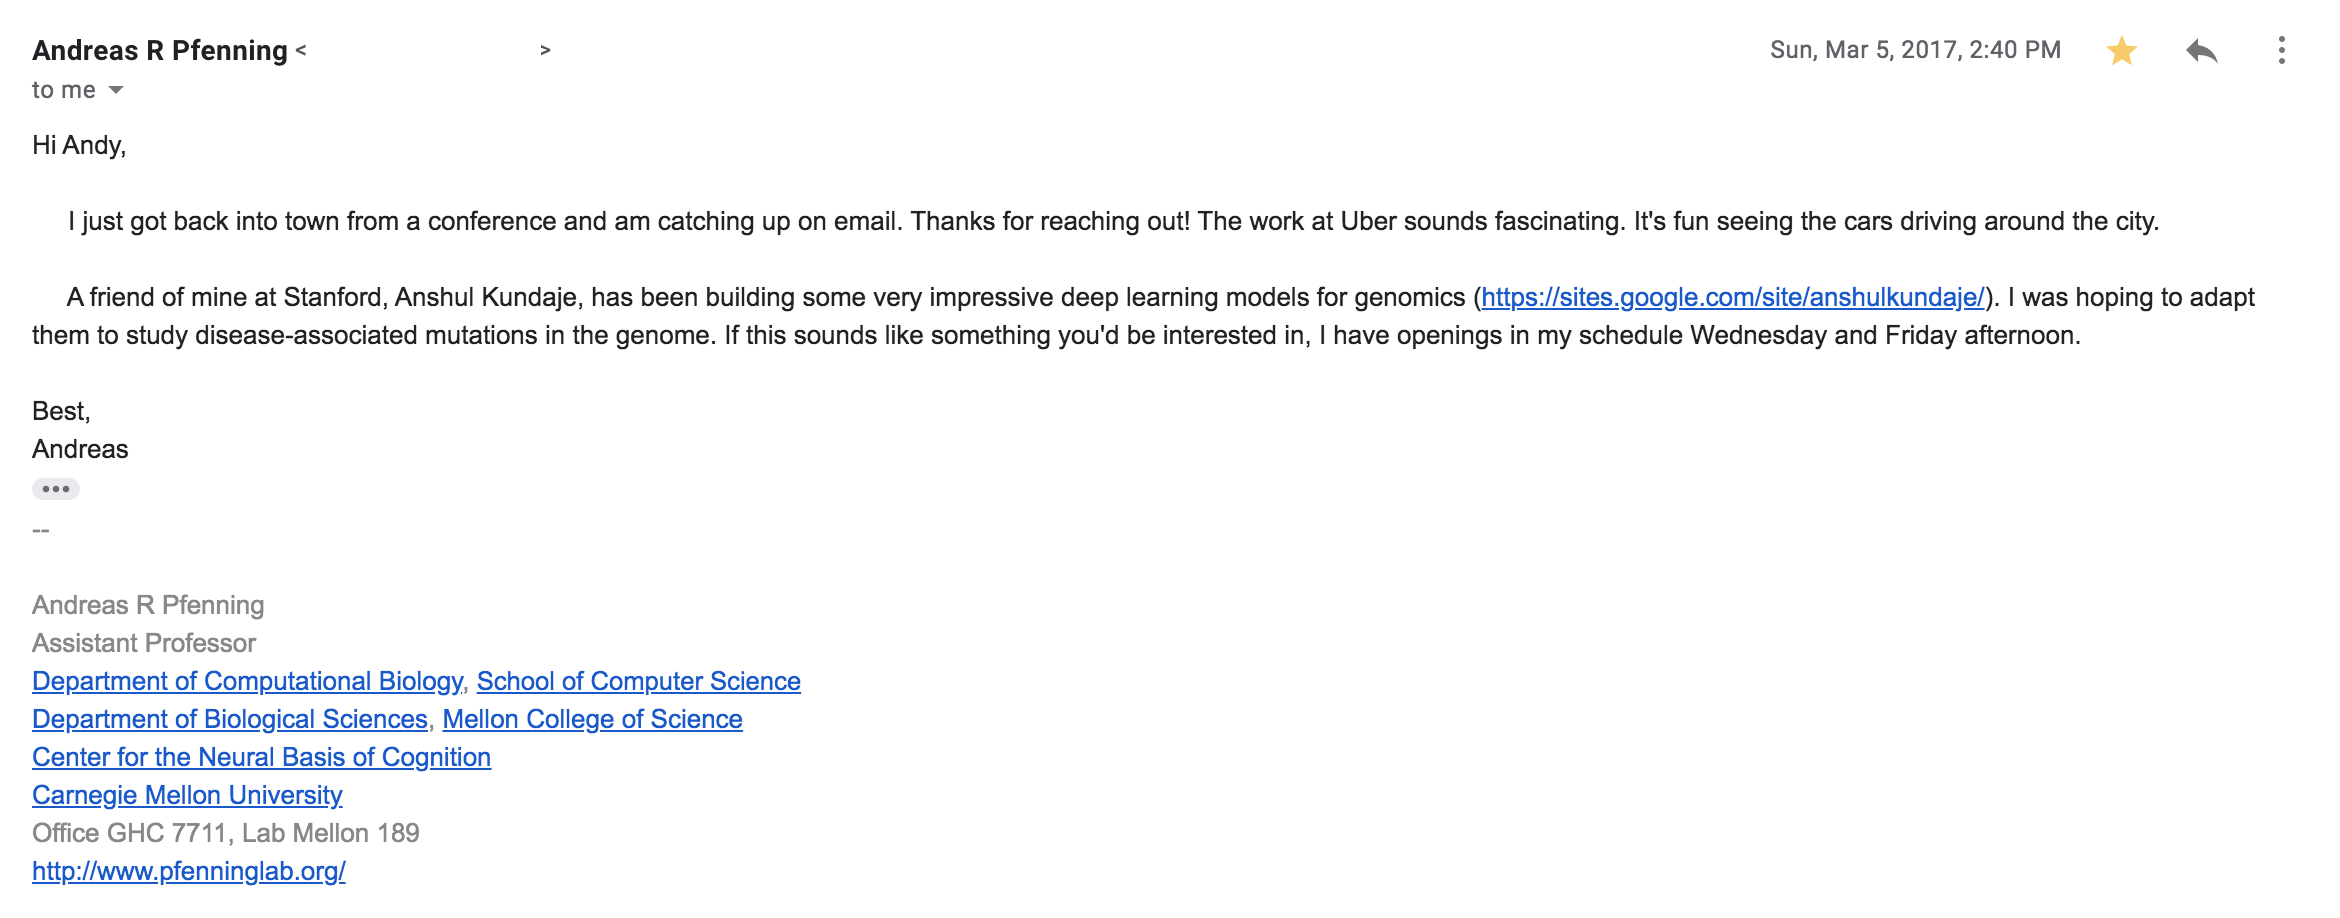 Andreas R Pfenning < >
Sun, Mar 5, 2017, 2:40 PM
to me
Hi Andy,
I just got back into town from a conference and am catching up on email. Thanks for reaching out! The work at Uber sounds fascinating. It's fun seeing the cars driving around the city.
A friend of mine at Stanford, Anshul Kundaje, has been building some very impressive deep learning models for genomics (https://sites.google.com/site/anshulkundaje/). I was hoping to adapt
them to study disease-associated mutations in the genome. If this sounds like something you'd be interested in, I have openings in my schedule Wednesday and Friday afternoon.
Best,
Andreas
--
Andreas R Pfenning
Assistant Professor
Department of Computational Biology, School of Computer Science
Department of Biological Sciences, Mellon College of Science
Center for the Neural Basis of Cognition
Carnegie Mellon University
Office GHC 7711, Lab Mellon 189
http://www.pfenninglab.org/